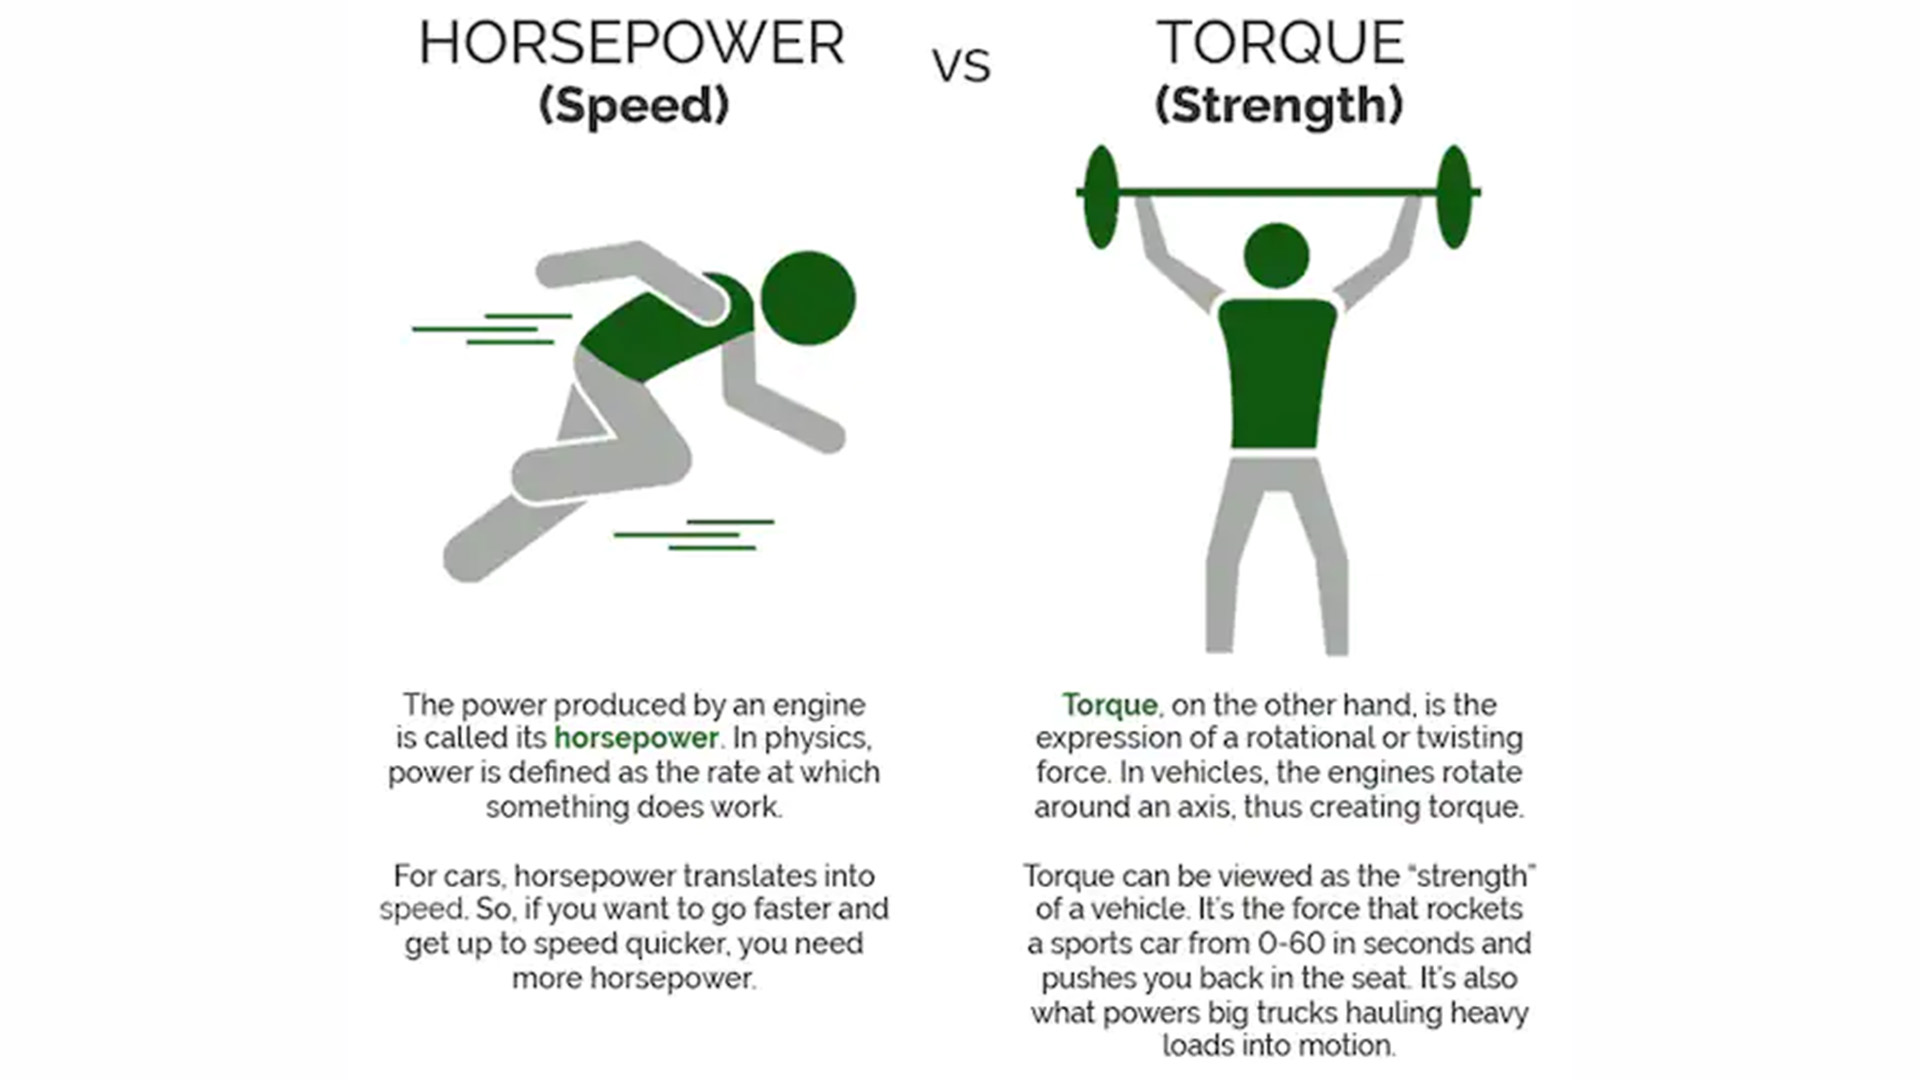 HORSEPOWER
(Speed)
VS
TORQUE
(Strength)
The power produced by an engine
is called its horsepower. In physics,
power is defined as the rate at which
something does work.
For cars, horsepower translates into
speed. So, if you want to go faster and
get up to speed quicker, you need
more horsepower.
Torque, on the other hand, is the
expression of a rotational or twisting
force. In vehicles, the engines rotate
around an axis, thus creating torque.
Torque can be viewed as the “strength”
of a vehicle. It's the force that rockets
a sports car from 0-60 in seconds and
pushes you back in the seat. It's also
what powers big trucks hauling heavy
loads into motion.